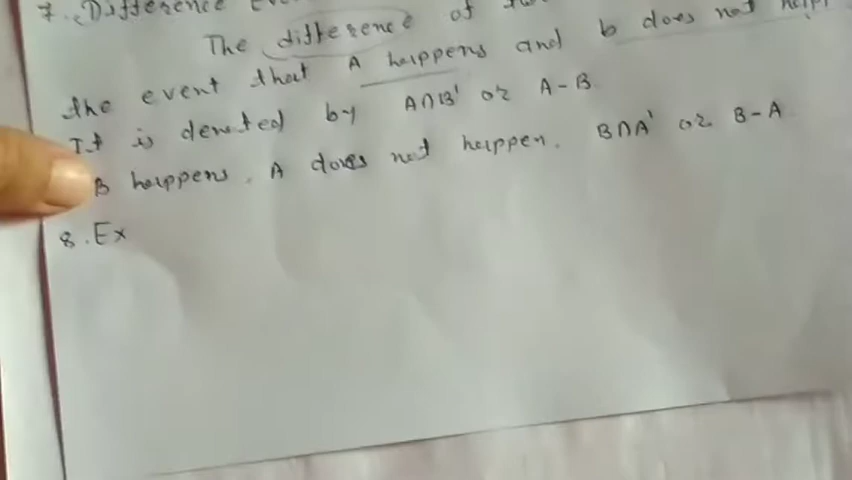 7. Difference
The difference of
the event that A happens and b does not
It is denoted by A∩B' or A-B.
B happens. A does not happen. B∩A' or B-A
8. Ex